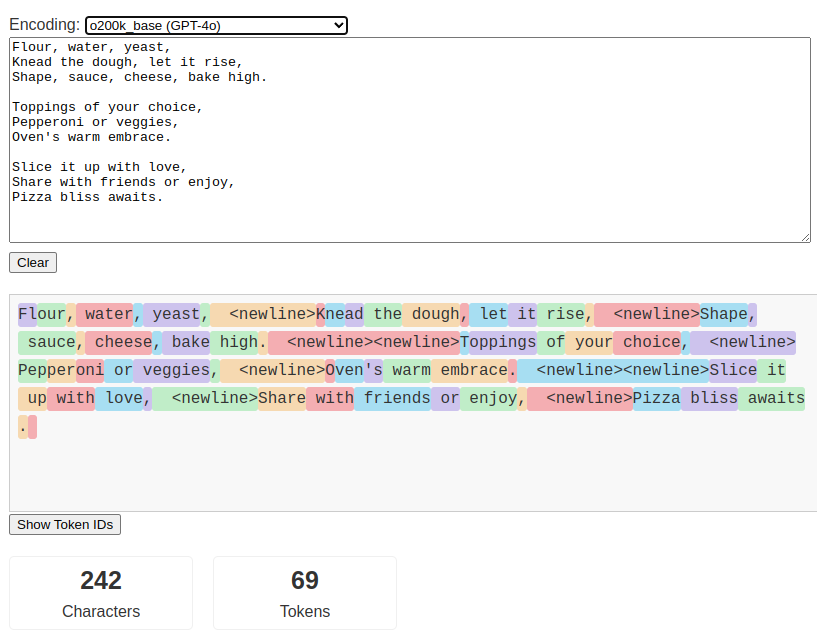 Encoding: o200k_base (GPT-4o)
Flour, water, yeast,
Knead the dough, let it rise,
Shape, sauce, cheese, bake high.
Toppings of your choice,
Pepperoni or veggies,
Oven's warm embrace.
Slice it up with love,
Share with friends or enjoy,
Pizza bliss awaits.
Clear
Flour, water, yeast,  <newline>Knead the dough, let it rise,  <newline>Shape,
sauce, cheese, bake high.  <newline><newline>Toppings of your choice,  <newline>
Pepperoni or veggies,  <newline>Oven's warm embrace.  <newline><newline>Slice it
up with love,  <newline>Share with friends or enjoy,  <newline>Pizza bliss awaits
.
Show Token IDs
242 69
Characters Tokens